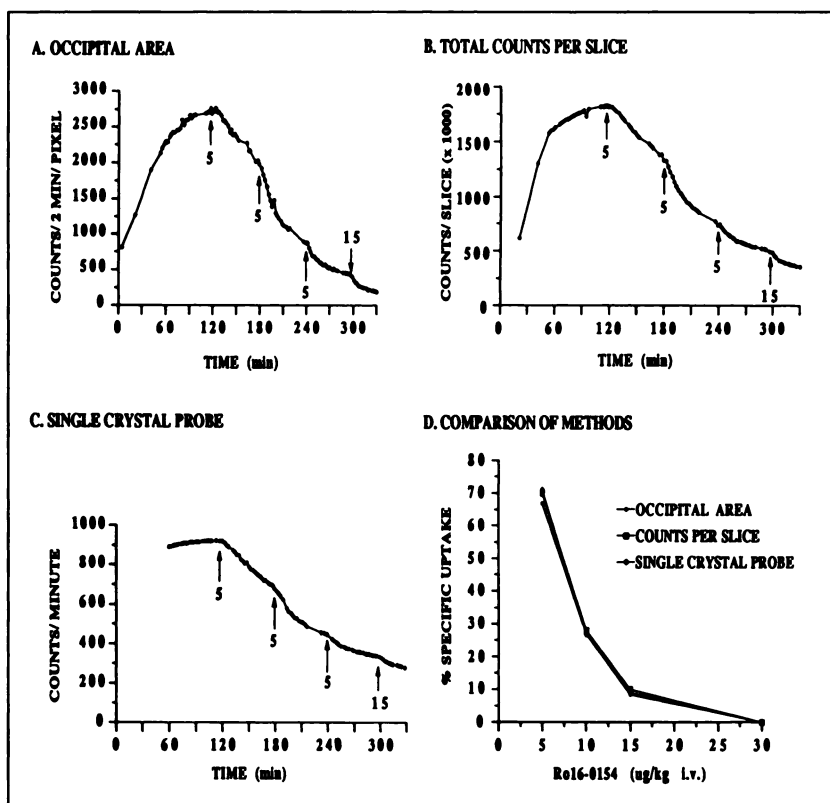 A. OCCIPITAL AREA
COUNTS/ 2 MIN/ PIXEL
3000
2500
2000
1500
1000
500
0
5
5
5
15
0 60 120 180 240 300
TIME (min)
B. TOTAL COUNTS PER SLICE
COUNTS/ SLICE (x 1000)
2000
1500
1000
500
0
5
5
5
15
0 60 120 180 240 300
TIME (min)
C. SINGLE CRYSTAL PROBE
COUNTS/ MINUTE
1000
800
600
400
200
0
5
5
5
15
0 60 120 180 240 300
TIME (min)
D. COMPARISON OF METHODS
% SPECIFIC UPTAKE
80
70
60
50
40
30
20
10
0
OCCIPITAL AREA
COUNTS PER SLICE
SINGLE CRYSTAL PROBE
0 5 10 15 20 25 30
Ro16-0154 (ug/kg i.v.)